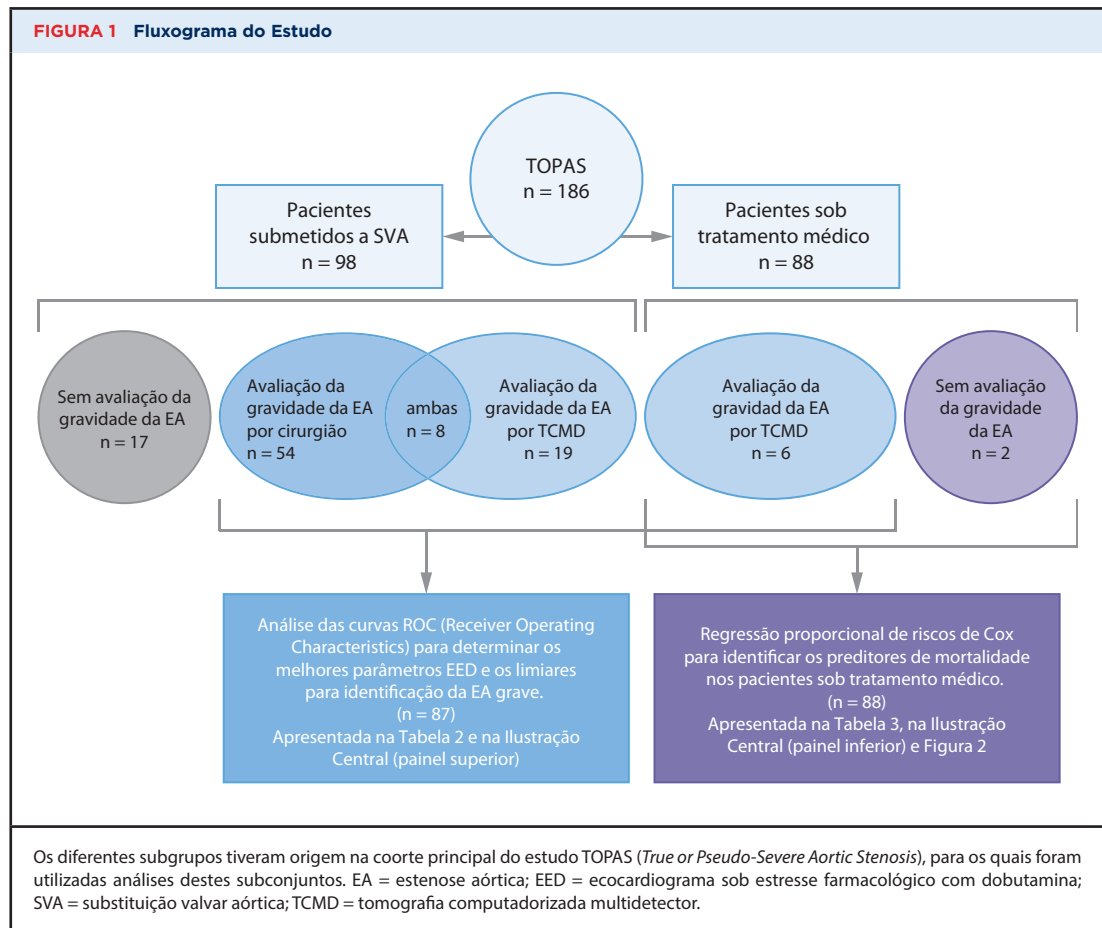 FIGURA 1 Fluxograma do Estudo
TOPAS
n = 186
Pacientes
submetidos a SVA
n = 98
Pacientes sob
tratamento médico
n = 88
Sem avaliação da
gravidade da EA
n = 17
Avaliação da
gravidade da EA
por cirurgião
n = 54
ambas
n = 8
Avaliação da
gravidade da EA
por TCMD
n = 19
Avaliação da
gravidad da EA
por TCMD
n = 6
Sem avaliação
da gravidade
da EA
n = 2
Análise das curvas ROC (Receiver Operating
Characteristics) para determinar os
melhores parâmetros EED e os limiares
para identificação da EA grave.
(n = 87)
Apresentada na Tabela 2 e na Ilustração
Central (painel superior)
Regressão proporcional de riscos de Cox
para identificar os preditores de mortalidade
nos pacientes sob tratamento médico.
(n = 88)
Apresentada na Tabela 3, na Ilustração
Central (painel inferior) e Figura 2
Os diferentes subgrupos tiveram origem na coorte principal do estudo TOPAS (True or Pseudo-Severe Aortic Stenosis), para os quais foram
utilizadas análises destes subconjuntos. EA = estenose aórtica; EED = ecocardiograma sob estresse farmacológico com dobutamina;
SVA = substituição valvar aórtica; TCMD = tomografia computadorizada multidetector.